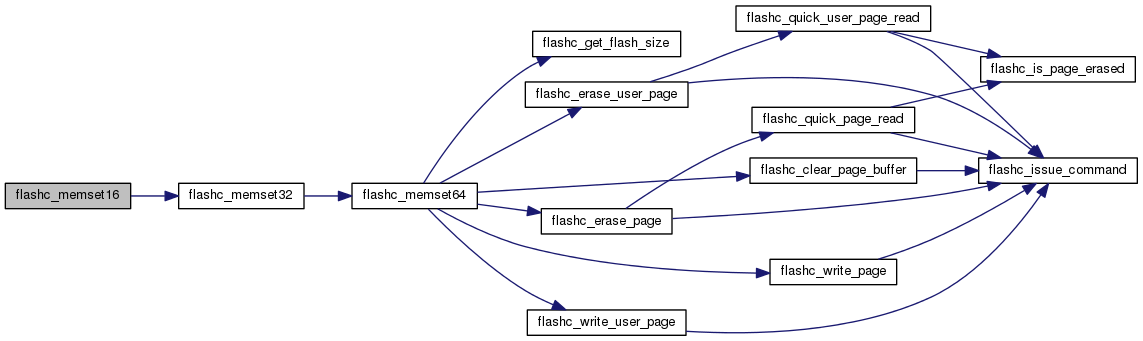 flashc_quick_user_page_read
flashc_get_flash_size
flashc_is_page_erased
flashc_erase_user_page
flashc_quick_page_read
flashc_clear_page_buffer
flashc_issue_command
flashc_memset16
flashc_memset32
flashc_memset64
flashc_erase_page
flashc_write_page
flashc_write_user_page